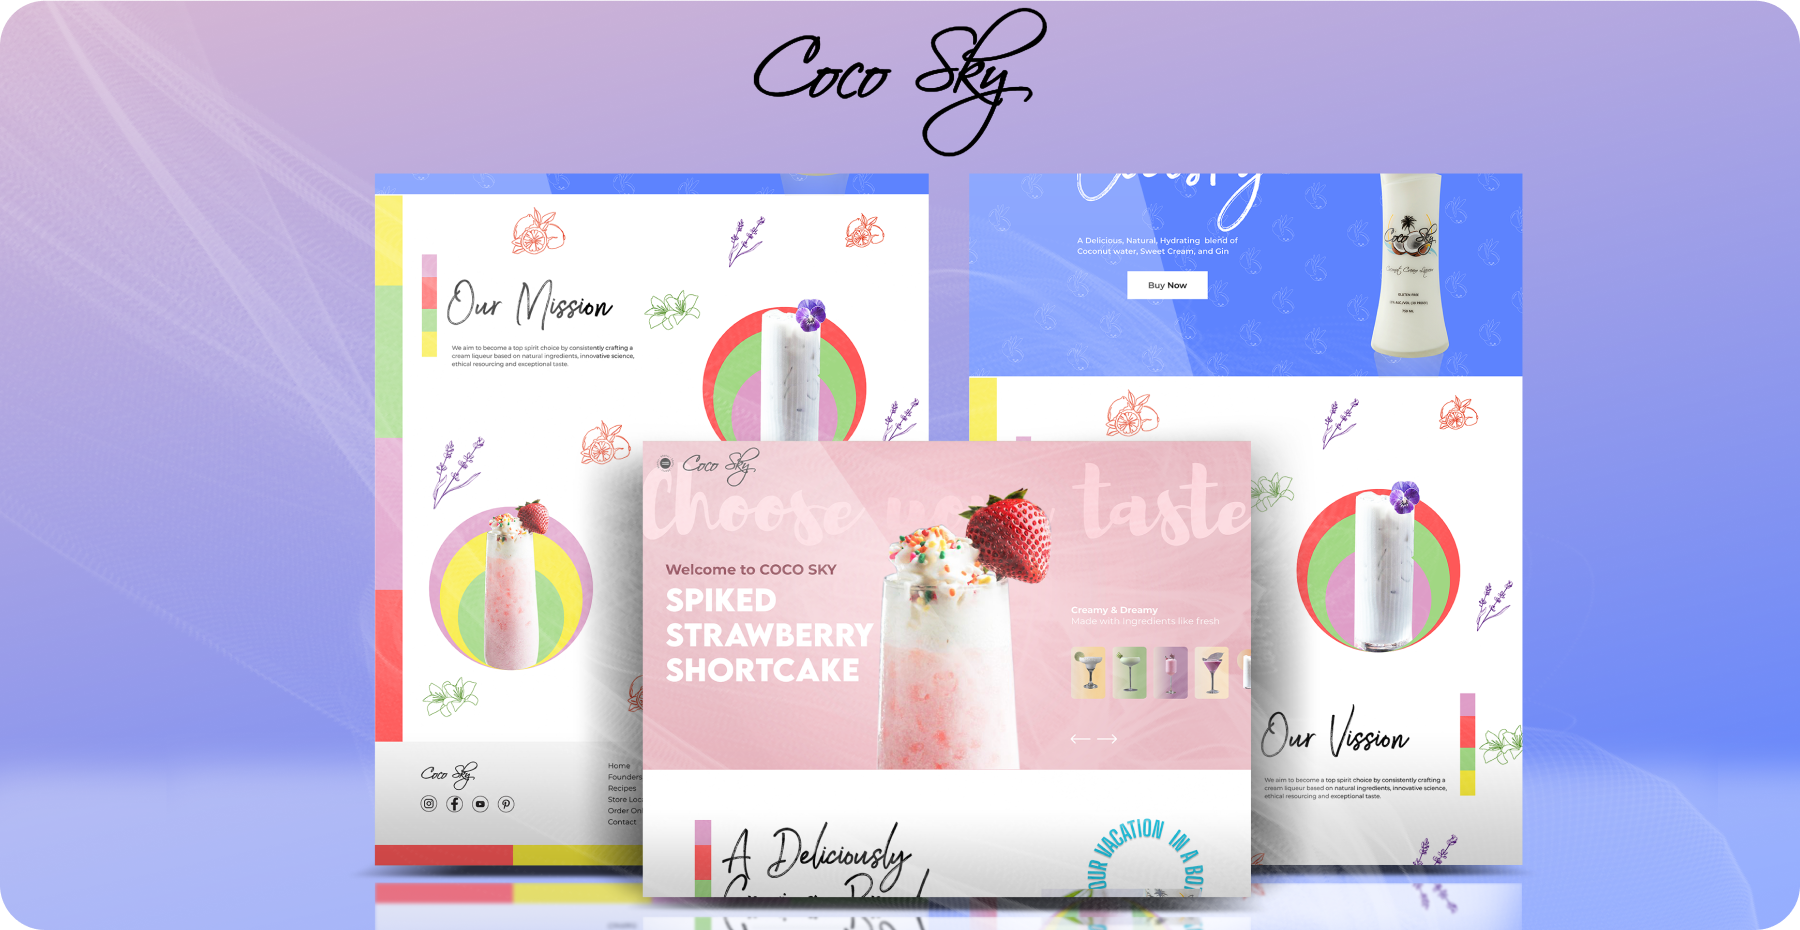 Coco Sky
Our Mission
We aim to become a top spirit choice by consistently crafting a
cream liqueur based on natural ingredients, innovative science,
ethical resourcing and exceptional taste.
Coco Sky
Home
Founders
Recipes
Store Loc
Order On
Contact
A Delicious, Natural, Hydrating blend of
Coconut water, Sweet Cream, and Gin
Buy Now
Coco Sky
GLUTEN FREE
750 ML
Coco Sky
Choose your taste
Welcome to COCO SKY
SPIKED
STRAWBERRY
SHORTCAKE
Creamy & Dreamy
Made with ingredients like fresh
A Deliciously
OUR VACATION IN A BO
Our Vission
We aim to become a top spirit choice by consistently crafting a
cream liqueur based on natural ingredients, innovative science,
ethical resourcing and exceptional taste.